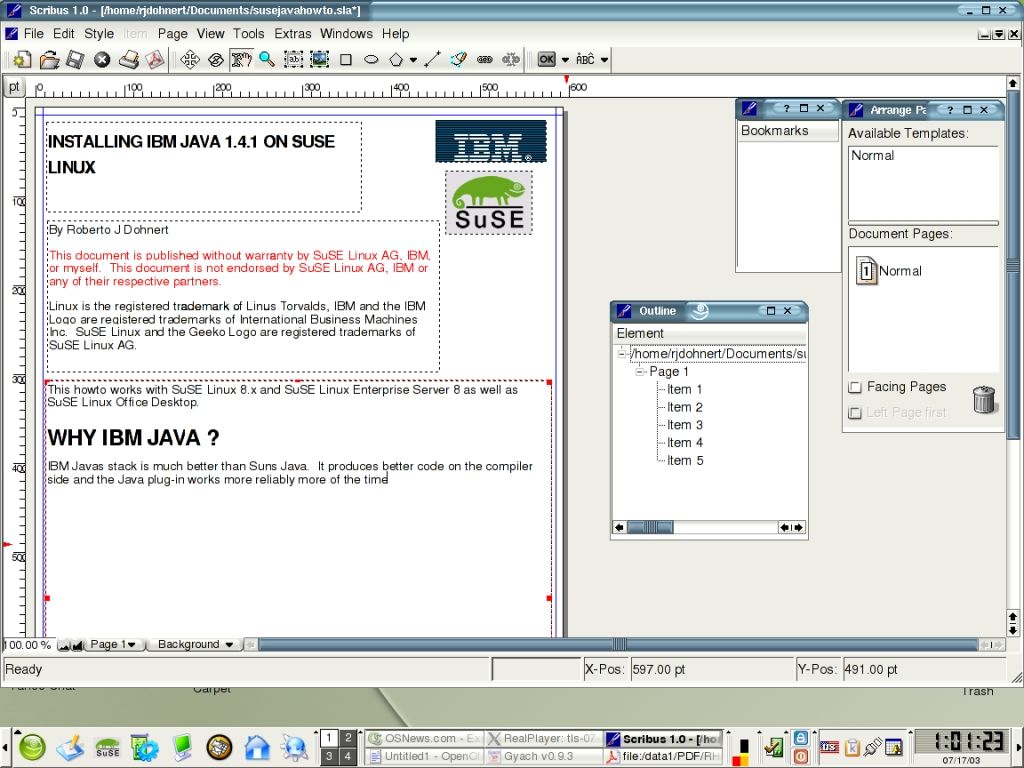 Scribus 1.0 - [/home/rjdohnert/Documents/susejavahowto.sla*]
File Edit Style Item Page View Tools Extras Windows Help
OK ABC
pt 0 100 200 300 400 500 600
0
100
200
300
400
500
INSTALLING IBM JAVA 1.4.1 ON SUSE
LINUX
IBM
SuSE
By Roberto J Dohnert
This document is published without warranty by SuSE Linux AG, IBM,
or myself. This document is not endorsed by SuSE Linux AG, IBM or
any of their respective partners.
Linux is the registered trademark of Linus Torvalds, IBM and the IBM
Logo are registered trademarks of International Business Machines
Inc. SuSE Linux and the Geeko Logo are registered trademarks of
SuSE Linux AG.
This howto works with SuSE Linux 8.x and SuSE Linux Enterprise Server 8 as well as
SuSE Linux Office Desktop.
WHY IBM JAVA ?
IBM Javas stack is much better than Suns Java. It produces better code on the compiler
side and the Java plug-in works more reliably more of the time
Bookmarks
Arrange Pa
Available Templates:
Normal
Document Pages:
1 Normal
Facing Pages
Left Page first
Outline
Element
/home/rjdohnert/Documents/su
Page 1
Item 1
Item 2
Item 3
Item 4
Item 5
100.00 % Page 1 Background
Ready X-Pos: 597.00 pt Y-Pos: 491.00 pt
Yahoo Chat Carpet Trash
SuSE
1 2
3 4
OSNews.com - Ex
RealPlayer: tls-07
Scribus 1.0 - [/ho
Untitled1 - OpenO
Gyach v0.9.3
file:/data1/PDF/RH
1:01:23
07/17/03